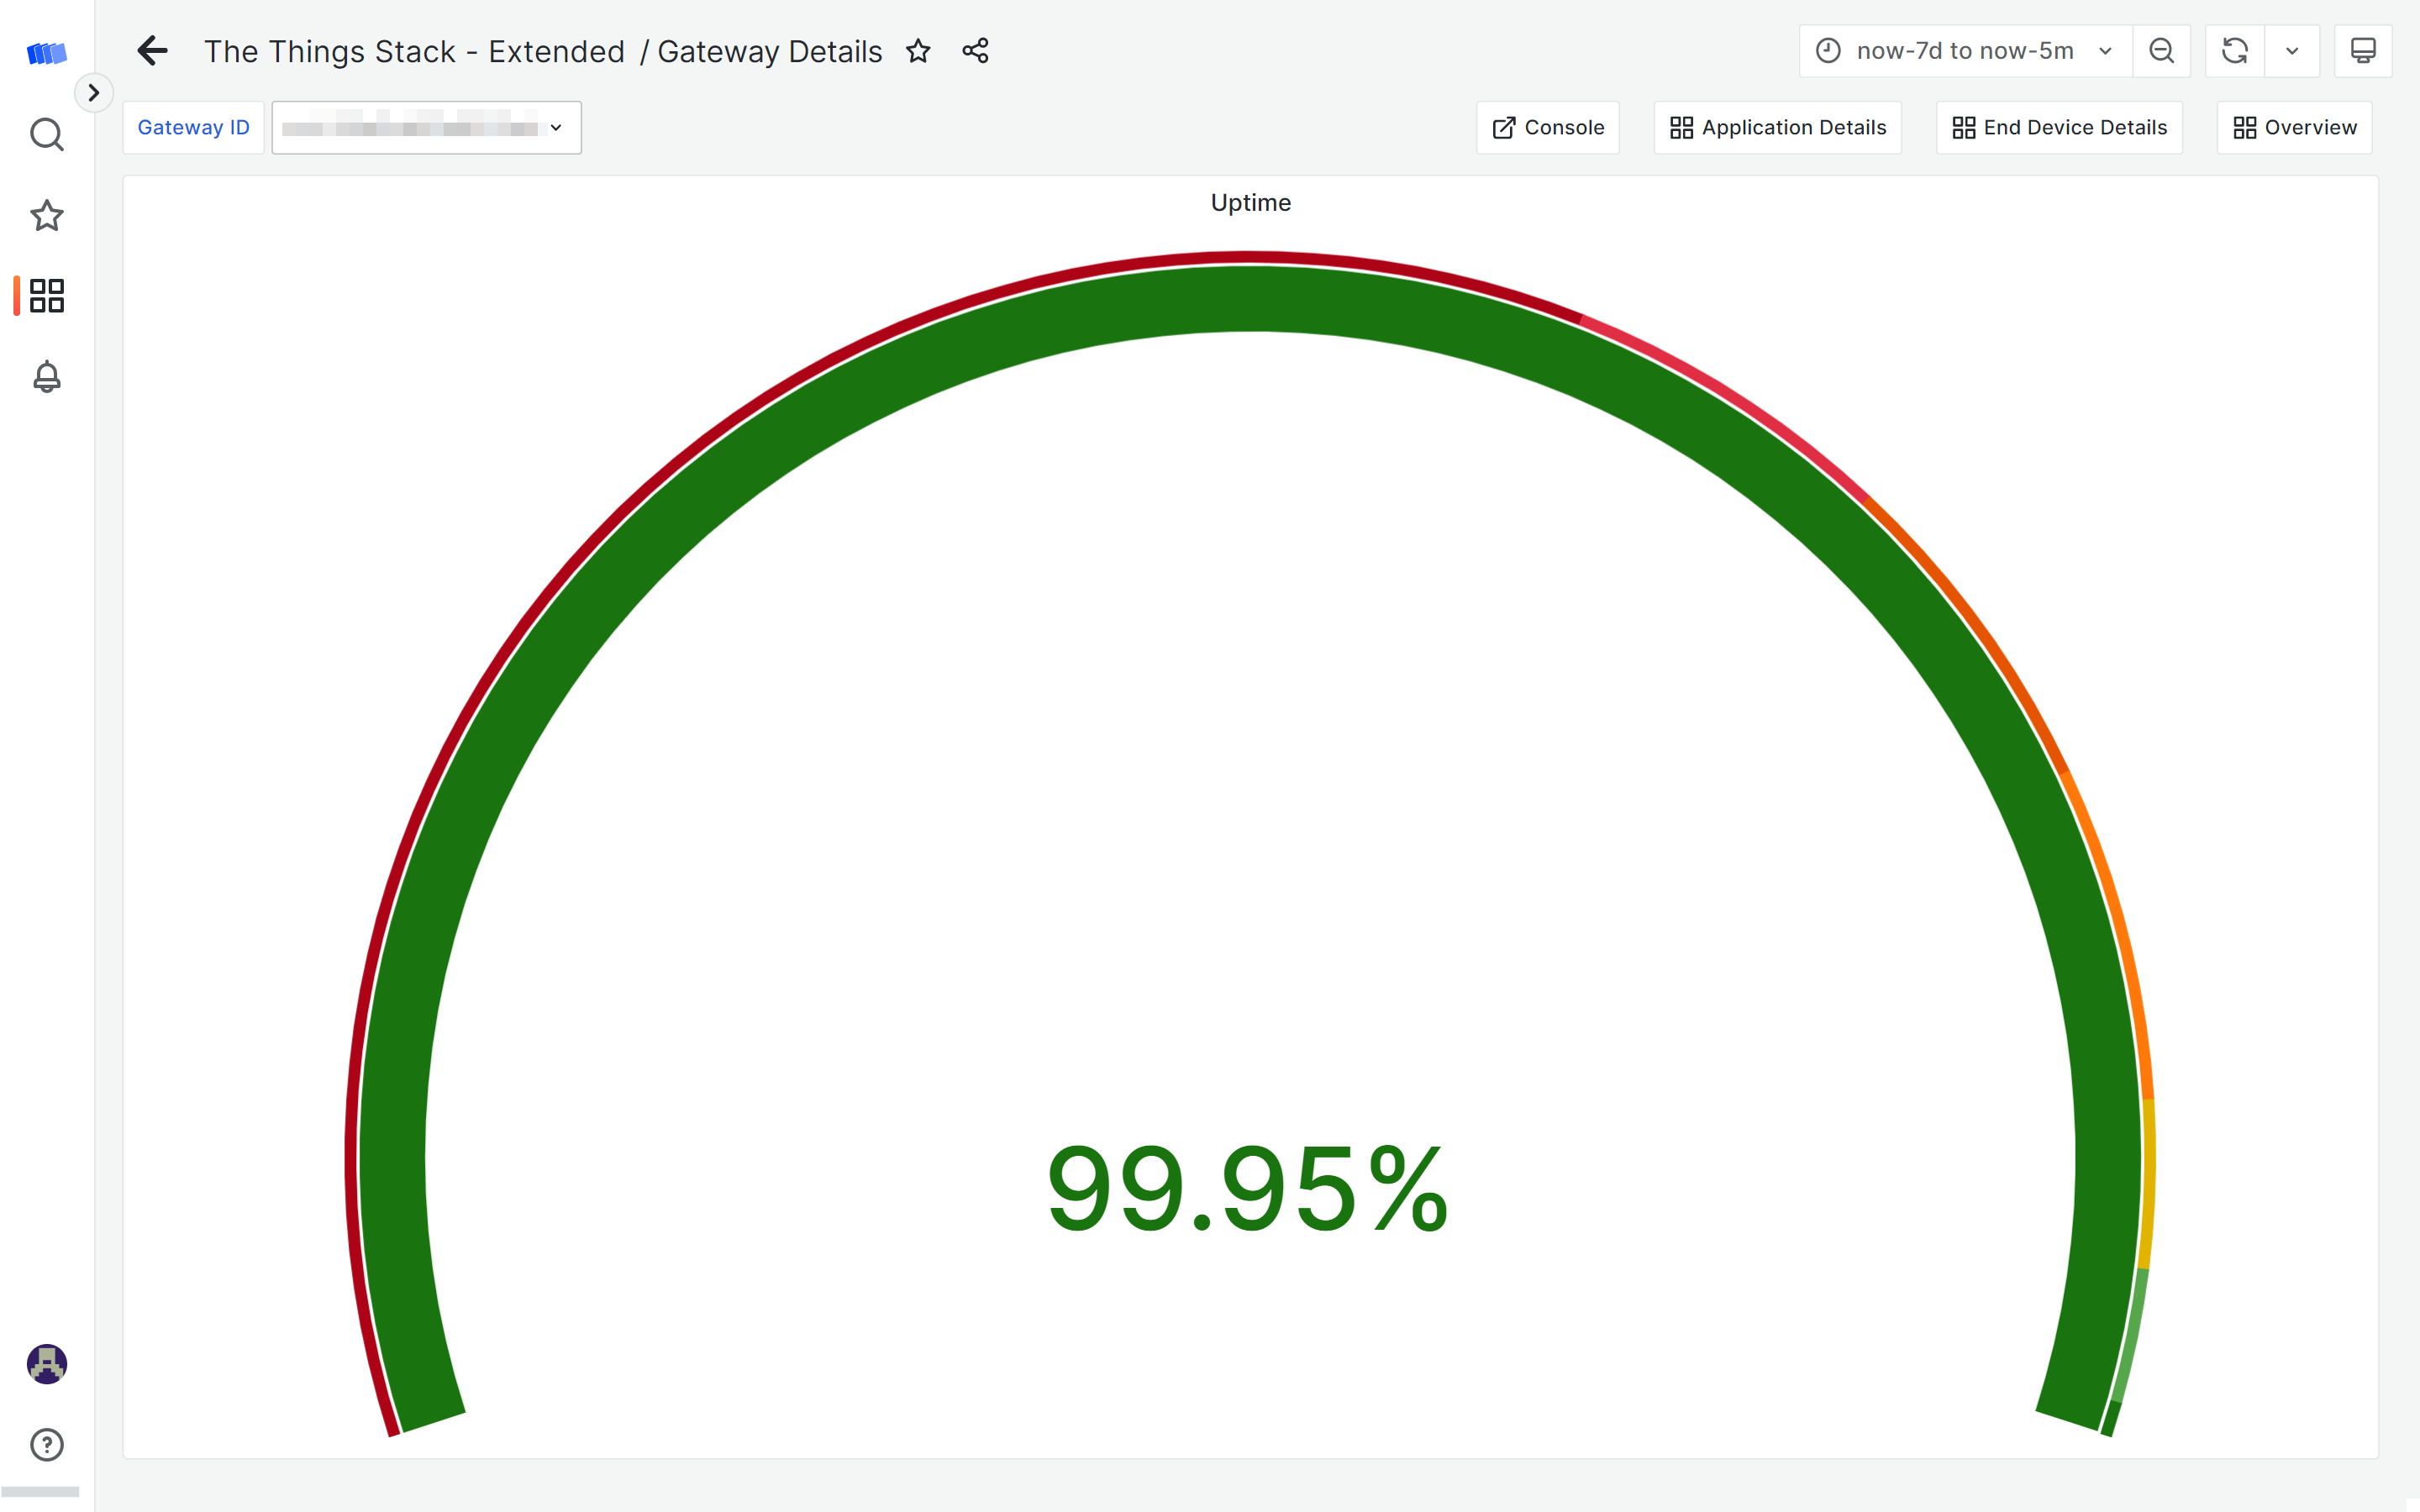 The Things Stack - Extended / Gateway Details
now-7d to now-5m
Gateway ID
Console
Application Details
End Device Details
Overview
Uptime
99.95%